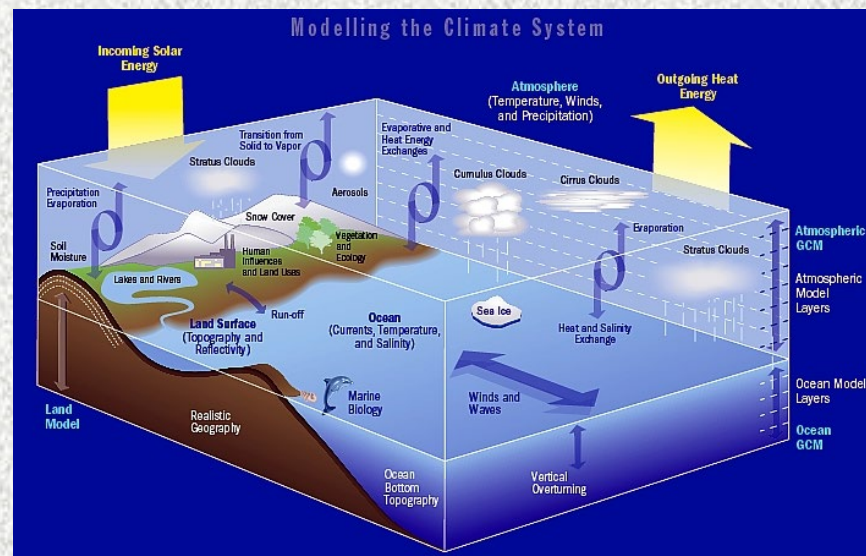 Modelling the Climate System
Incoming Solar
Energy
Atmosphere
(Temperature, Winds,
and Precipitation)
Outgoing Heat
Energy
Transition from
Solid to Vapor
Evaporative and
Heat Energy
Exchanges
Stratus Clouds
Cumulus Clouds
Cirrus Clouds
Precipitation
Evaporation
Aerosols
Snow Cover
Evaporation
Atmospheric
GCM
Soil
Moisture
Human
Influences
and Land Uses
Vegetation
and
Ecology
Stratus Clouds
Lakes and Rivers
Atmospheric
Model
Layers
Run-off
Land Surface
(Topography and
Reflectivity)
Ocean
(Currents, Temperature,
and Salinity)
Sea Ice
Heat and Salinity
Exchange
Land
Model
Realistic
Geography
Marine
Biology
Winds and
Waves
Ocean Model
Layers
Ocean
GCM
Ocean
Bottom
Topography
Vertical
Overturning